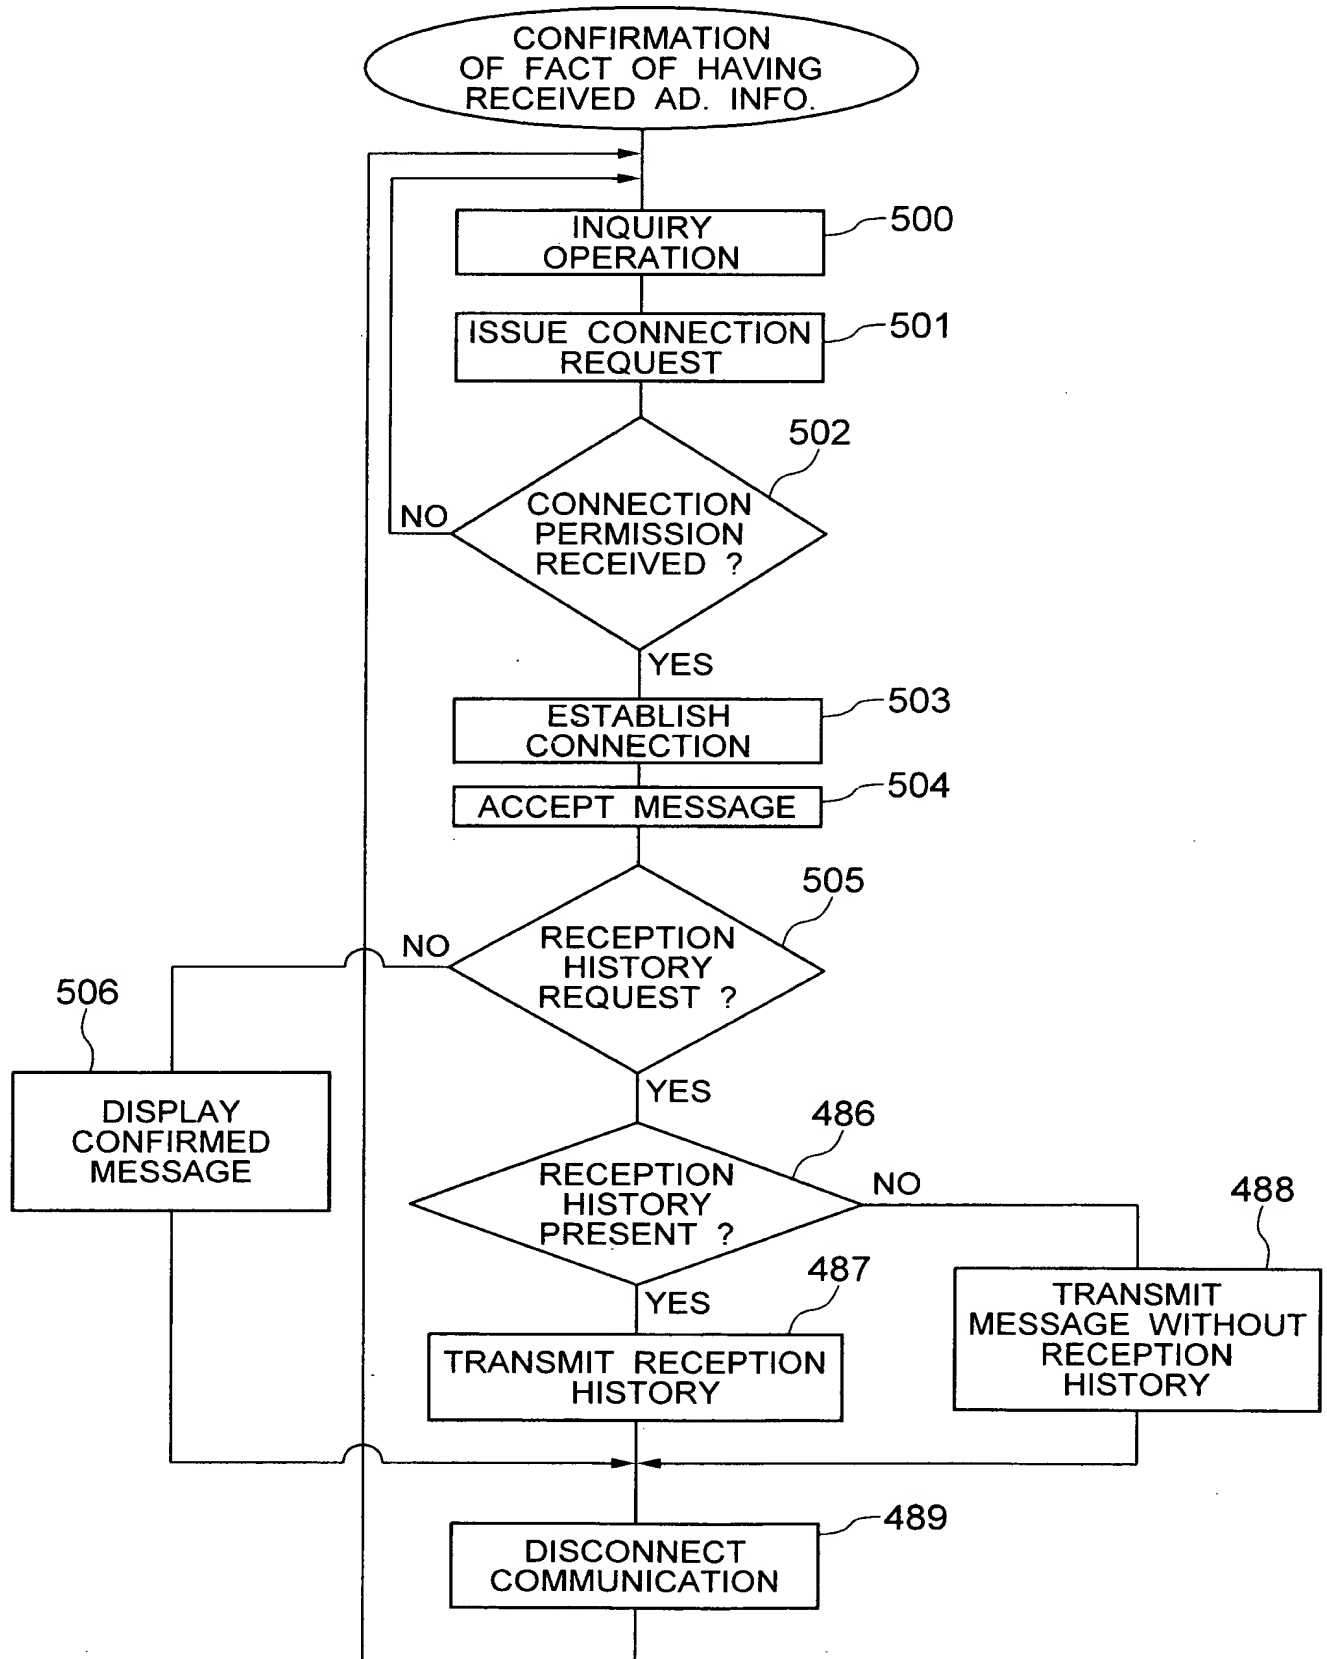 CONFIRMATION
OF FACT OF HAVING
RECEIVED AD. INFO.
INQUIRY
OPERATION
500
ISSUE CONNECTION
REQUEST
501
502
CONNECTION
PERMISSION
RECEIVED ?
NO
YES
ESTABLISH
CONNECTION
503
ACCEPT MESSAGE
504
505
RECEPTION
HISTORY
REQUEST ?
NO
506
YES
DISPLAY
CONFIRMED
MESSAGE
486
RECEPTION
HISTORY
PRESENT ?
NO
488
YES
487
TRANSMIT RECEPTION
HISTORY
TRANSMIT
MESSAGE WITHOUT
RECEPTION
HISTORY
489
DISCONNECT
COMMUNICATION